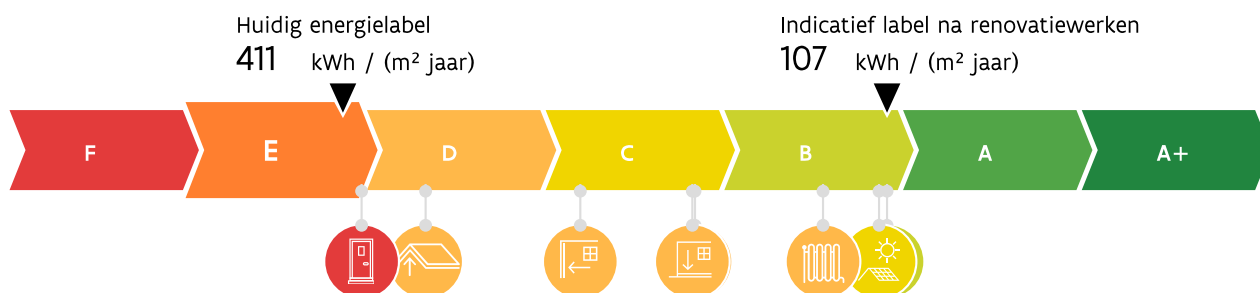 Huidig energielabel
411 kWh / (m² jaar)
Indicatief label na renovatiewerken
107 kWh / (m² jaar)
F E D C B A A+